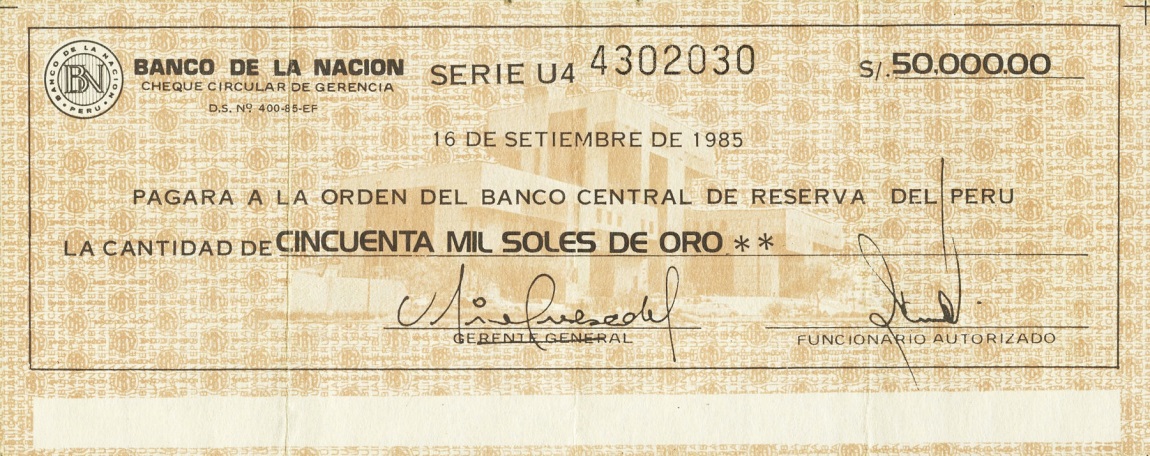 BANCO DE LA NACION
BN
PERU
BANCO DE LA NACION
CHEQUE CIRCULAR DE GERENCIA
D.S. Nº 400-85-EF
SERIE U4 4302030
S/. 50.000.00
16 DE SETIEMBRE DE 1985
PAGARA A LA ORDEN DEL BANCO CENTRAL DE RESERVA DEL PERU
LA CANTIDAD DE CINCUENTA MIL SOLES DE ORO **
GERENTE GENERAL
FUNCIONARIO AUTORIZADO